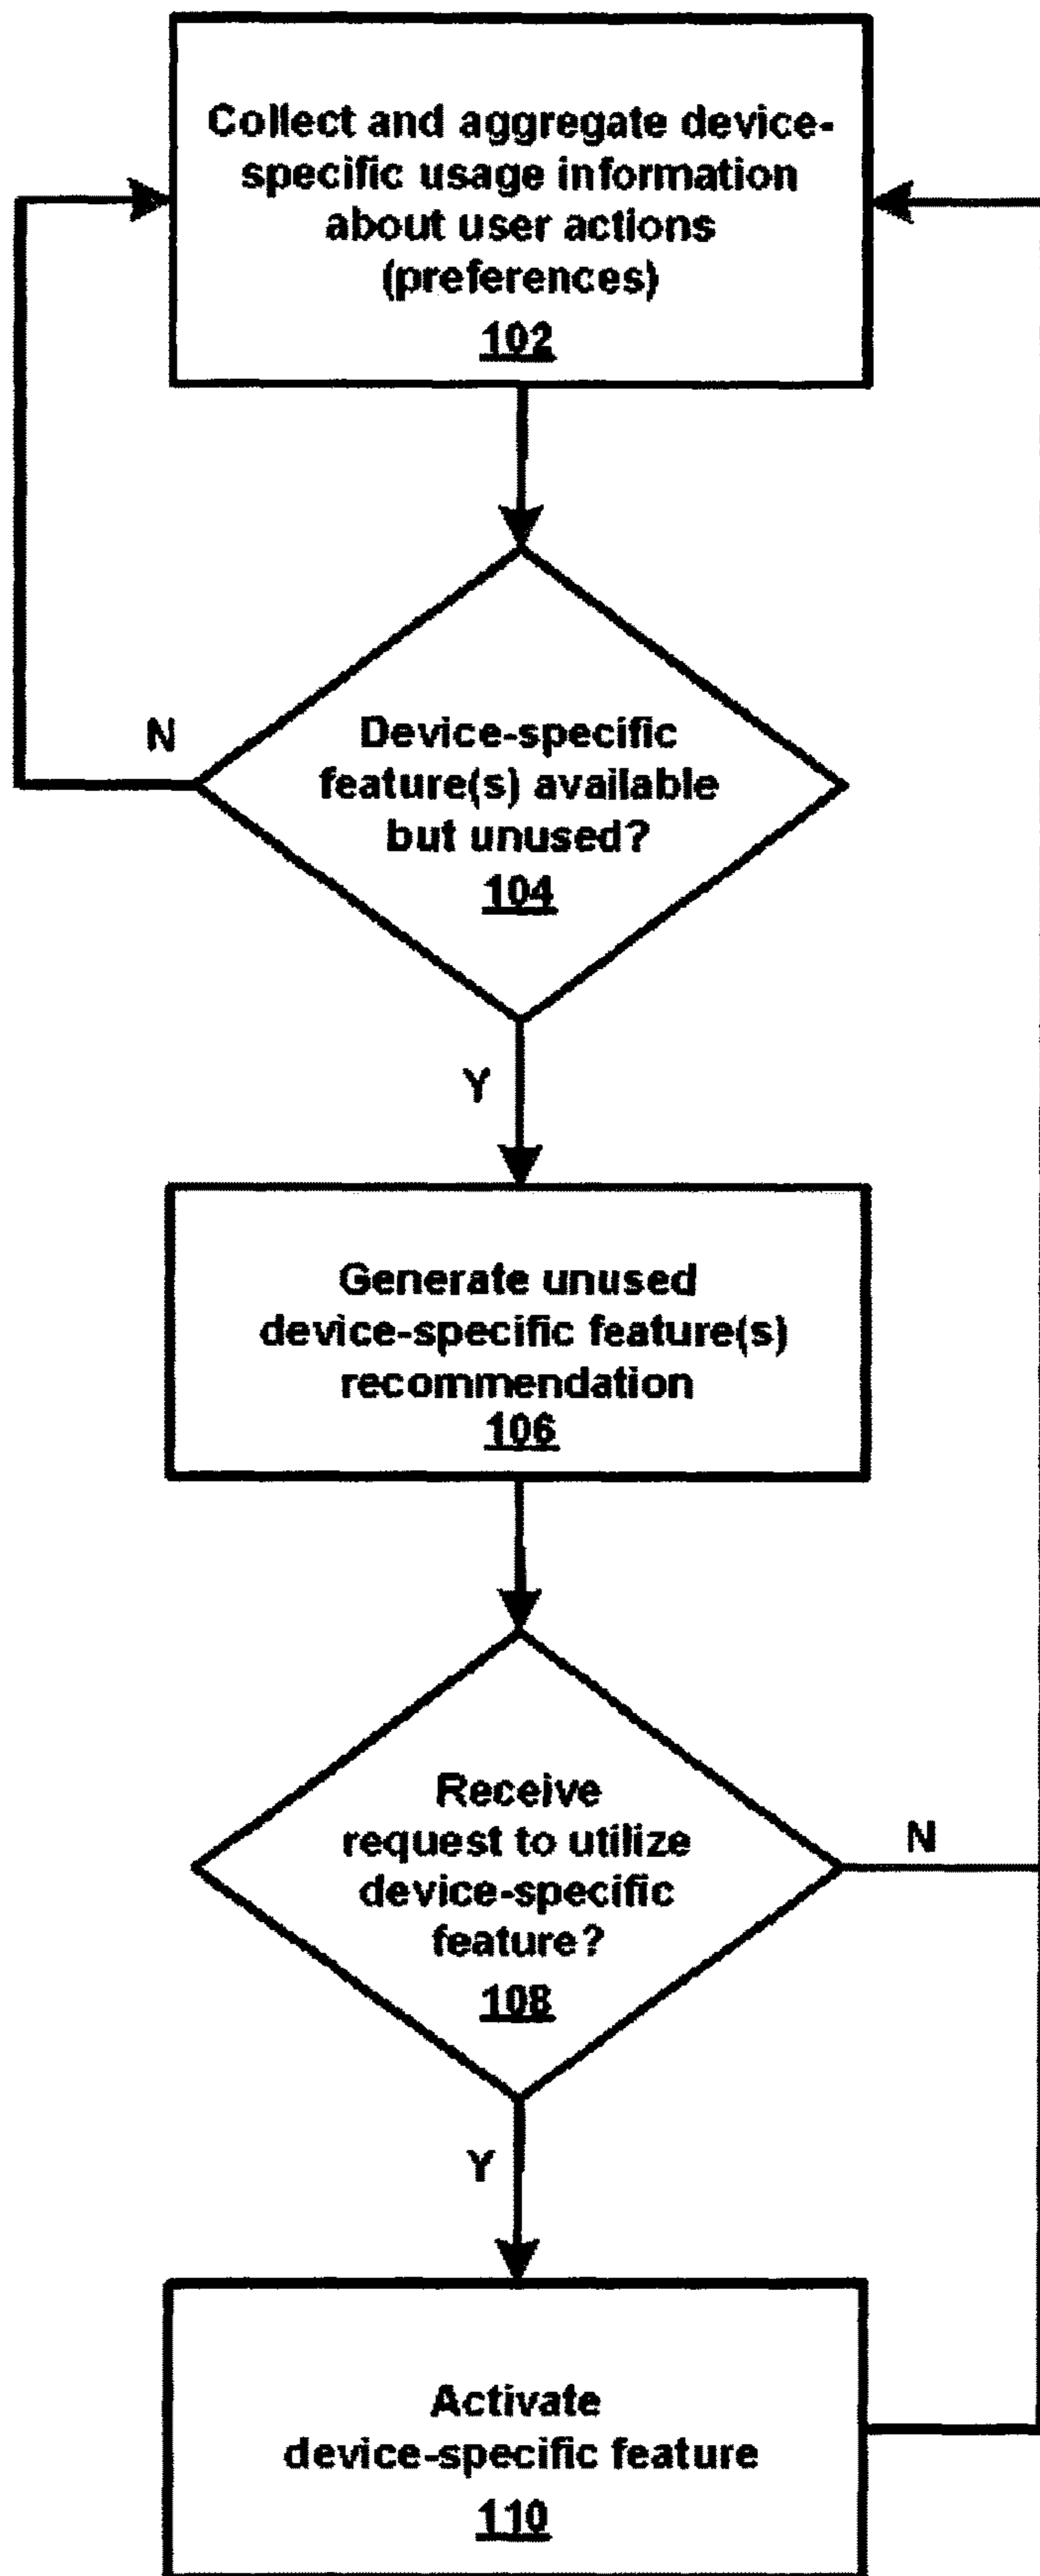 Collect and aggregate device-
specific usage information
about user actions
(preferences)
102
N
Device-specific
feature(s) available
but unused?
104
Y
Generate unused
device-specific feature(s)
recommendation
106
Receive
request to utilize
device-specific
feature?
108
N
Y
Activate
device-specific feature
110